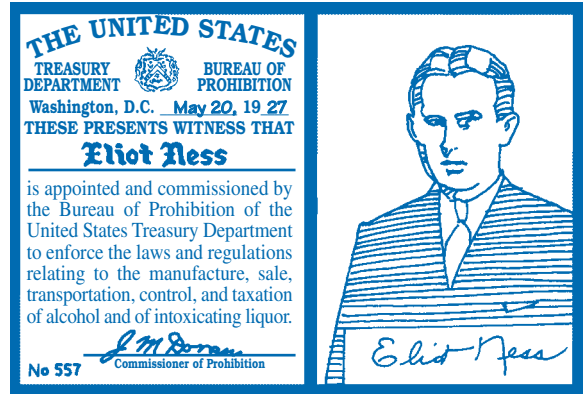 THE UNITED STATES
TREASURY DEPARTMENT
BUREAU OF PROHIBITION
Washington, D.C. May 20, 1927
THESE PRESENTS WITNESS THAT
Eliot Ness
is appointed and commissioned by
the Bureau of Prohibition of the
United States Treasury Department
to enforce the laws and regulations
relating to the manufacture, sale,
transportation, control, and taxation
of alcohol and of intoxicating liquor.
J M Doran
Commissioner of Prohibition
No 557
Eliot Ness